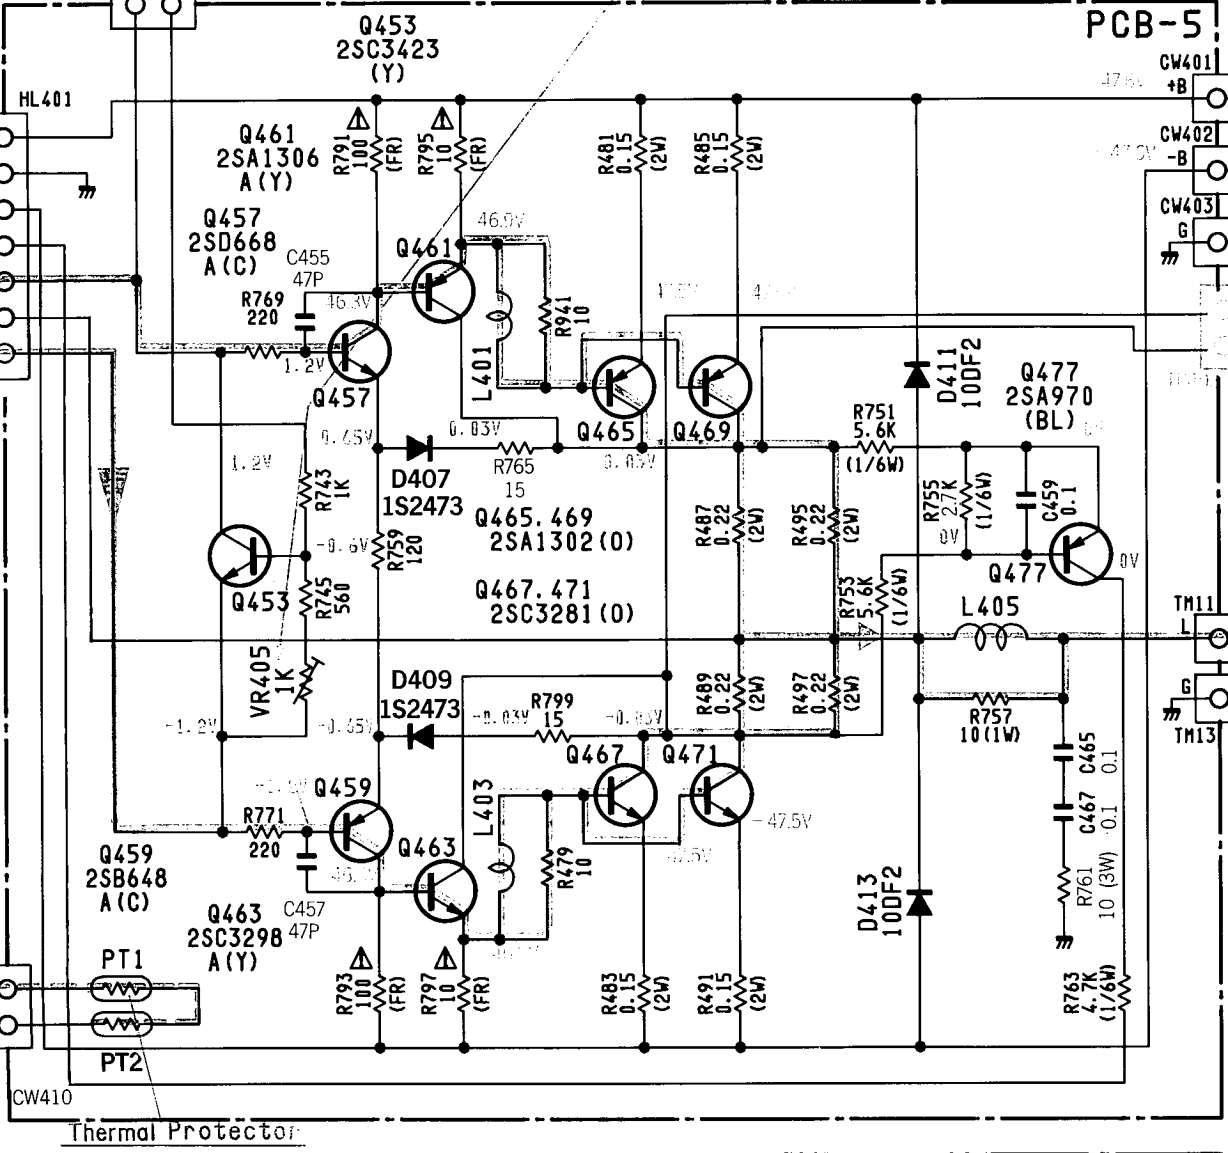 PCB-5
Q453
2SC3423
(Y)
HL401
CW401
+B
47.6V
CW402
-B
CW403
G
Q461
2SA1306
A(Y)
R791
100
(FR)
R795
10
(FR)
R481
0.15
(2W)
R485
0.15
(2W)
Q457
2SD668
A(C)
C455
47P
46.9V
Q461
R769
220
46.3V
1.2V
Q457
L401
R941
10
Q465
Q469
D411
10DF2
Q477
2SA970
(BL)
R751
5.6K
(1/6W)
0.65V
0.03V
0.03V
1.2V
D407
1S2473
R765
15
R743
1K
R755
2.7K
(1/6W)
C459
0.1
0V
0V
Q477
Q465.469
2SA1302(O)
R487
0.22
(2W)
R495
0.22
(2W)
-0.6V
R759
120
Q453
R745
560
Q467.471
2SC3281(O)
R753
5.6K
(1/6W)
L405
TM11
L
VR405
1K
D409
1S2473
R799
15
R489
0.22
(2W)
R497
0.22
(2W)
G
TM13
R757
10(1W)
-1.2V
-0.65V
-0.03V
-0.03V
Q467
Q471
C465
0.1
Q459
R771
220
L403
-47.5V
C467
0.1
47.5V
Q459
2SB648
A(C)
Q463
R479
10
R761
10 (3W)
D413
10DF2
Q463
2SC3298
A(Y)
C457
47P
PT1
R793
100
(FR)
R797
10
(FR)
R483
0.15
(2W)
R491
0.15
(2W)
R763
4.7K
(1/6W)
PT2
CW410
Thermal Protector